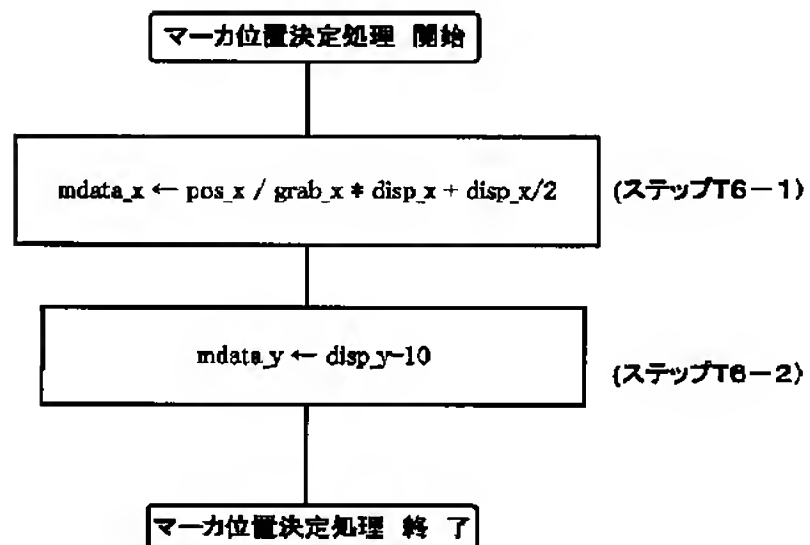 マーカ位置決定処理 開始
mdata_x ← pos_x / grab_x * disp_x + disp_x/2
(ステップT6-1)
mdata_y ← disp_y-10
(ステップT6-2)
マーカ位置決定処理 終 了